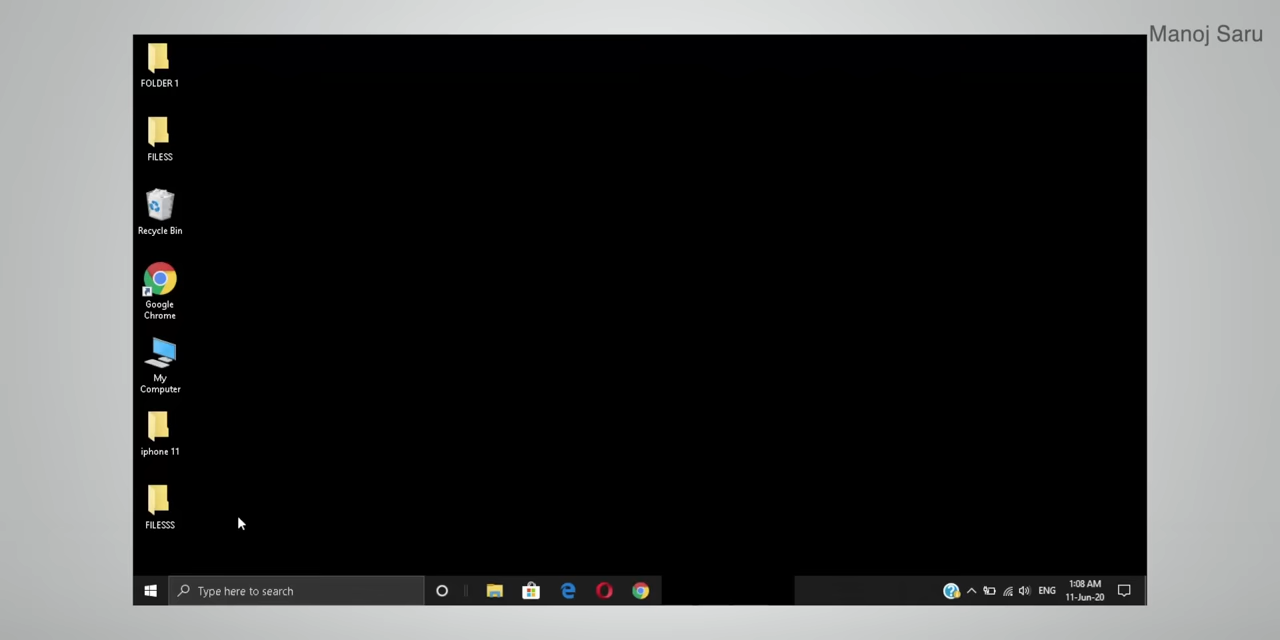 Manoj Saru
FOLDER 1
FILESS
Recycle Bin
Google
Chrome
My
Computer
iphone 11
FILESSS
Type here to search
ENG
1:08 AM
11-Jun-20